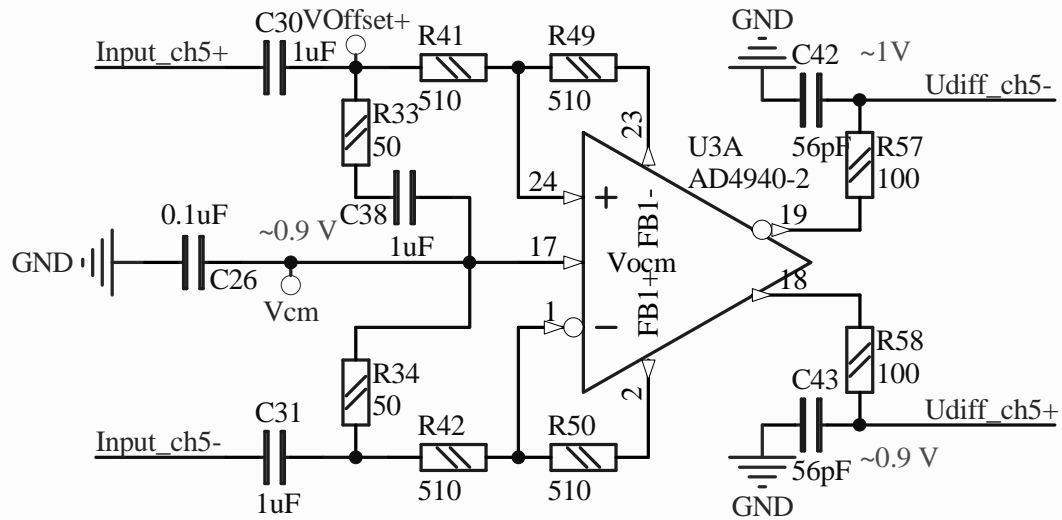 C30
VOffset+
R41
R49
GND
C42
~1V
Input_ch5+
1uF
510
510
23
Udiff_ch5-
R33
50
56pF
R57
100
U3A
AD4940-2
24
+
FB1-
19
C38
1uF
0.1uF
~0.9 V
17
Vocm
GND
C26
Vcm
FB1+
18
1
−
R34
50
2
R58
100
C31
R42
R50
C43
Input_ch5-
Udiff_ch5+
1uF
510
510
56pF
~0.9 V
GND